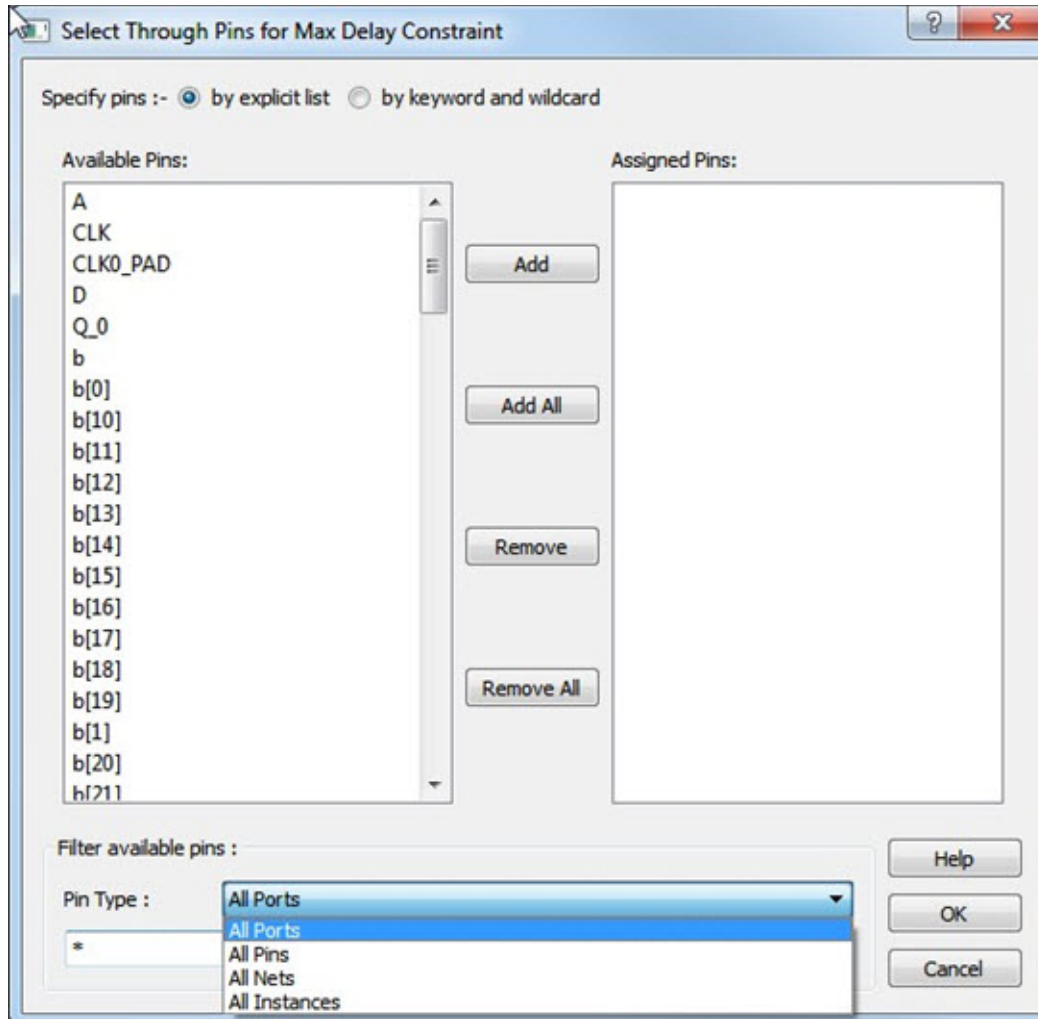 Select Through Pins for Max Delay Constraint
Specify pins :- by explicit list by keyword and wildcard
Available Pins:
Assigned Pins:
A
CLK
CLK0_PAD
D
Q_0
b
b[0]
b[10]
b[11]
b[12]
b[13]
b[14]
b[15]
b[16]
b[17]
b[18]
b[19]
b[1]
b[20]
b[21]
Add
Add All
Remove
Remove All
Filter available pins :
Pin Type : All Ports
*
All Ports
All Pins
All Nets
All Instances
Help
OK
Cancel